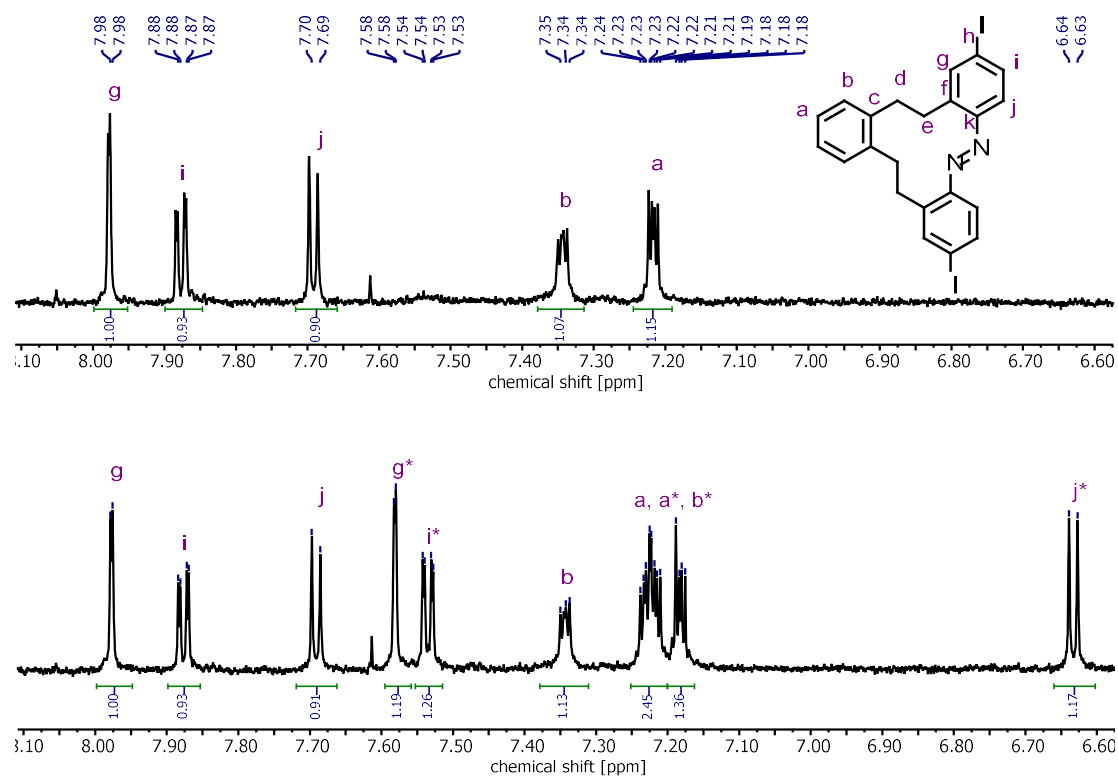 7.98 7.98 7.88 7.88 7.87 7.87 7.70 7.69 7.58 7.58 7.54 7.54 7.53 7.53 7.35 7.34 7.34 7.24 7.23 7.23 7.23 7.22 7.22 7.21 7.21 7.19 7.18 7.18 7.18 6.64 6.63
I
h
g
i
f
j
k
b
d
a
c
e
N
N
I
g
i
j
b
a
1.00 0.93 0.90 1.07 1.15
8.10 8.00 7.90 7.80 7.70 7.60 7.50 7.40 7.30 7.20 7.10 7.00 6.90 6.80 6.70 6.60
chemical shift [ppm]
g
i
j
g*
i*
b
a, a*, b*
j*
1.00 0.93 0.91 1.19 1.26 1.13 2.45 1.36 1.17
8.10 8.00 7.90 7.80 7.70 7.60 7.50 7.40 7.30 7.20 7.10 7.00 6.90 6.80 6.70 6.60
chemical shift [ppm]